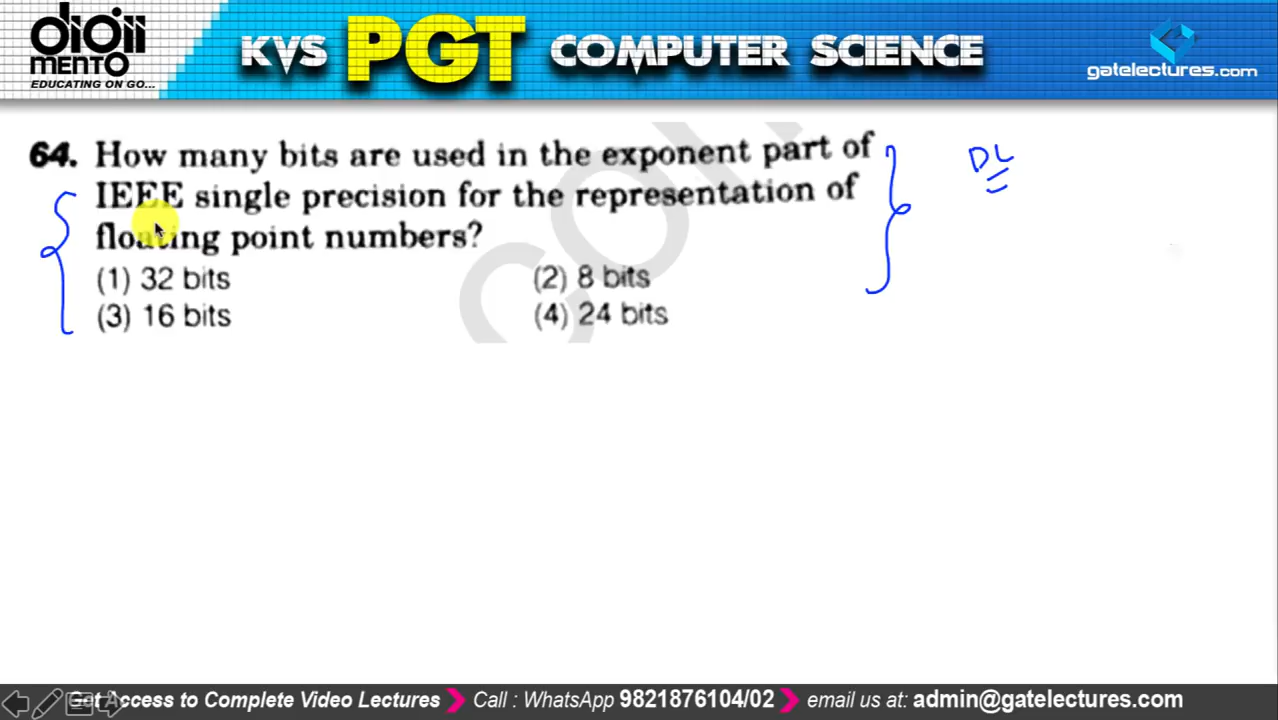 diGii
MENTO
EDUCATING ON GO...
KVS PGT COMPUTER SCIENCE
gatelectures.com
64. How many bits are used in the exponent part of
IEEE single precision for the representation of
floating point numbers?
(1) 32 bits (2) 8 bits
(3) 16 bits (4) 24 bits
DL
Get Access to Complete Video Lectures Call : WhatsApp 9821876104/02 email us at: admin@gatelectures.com